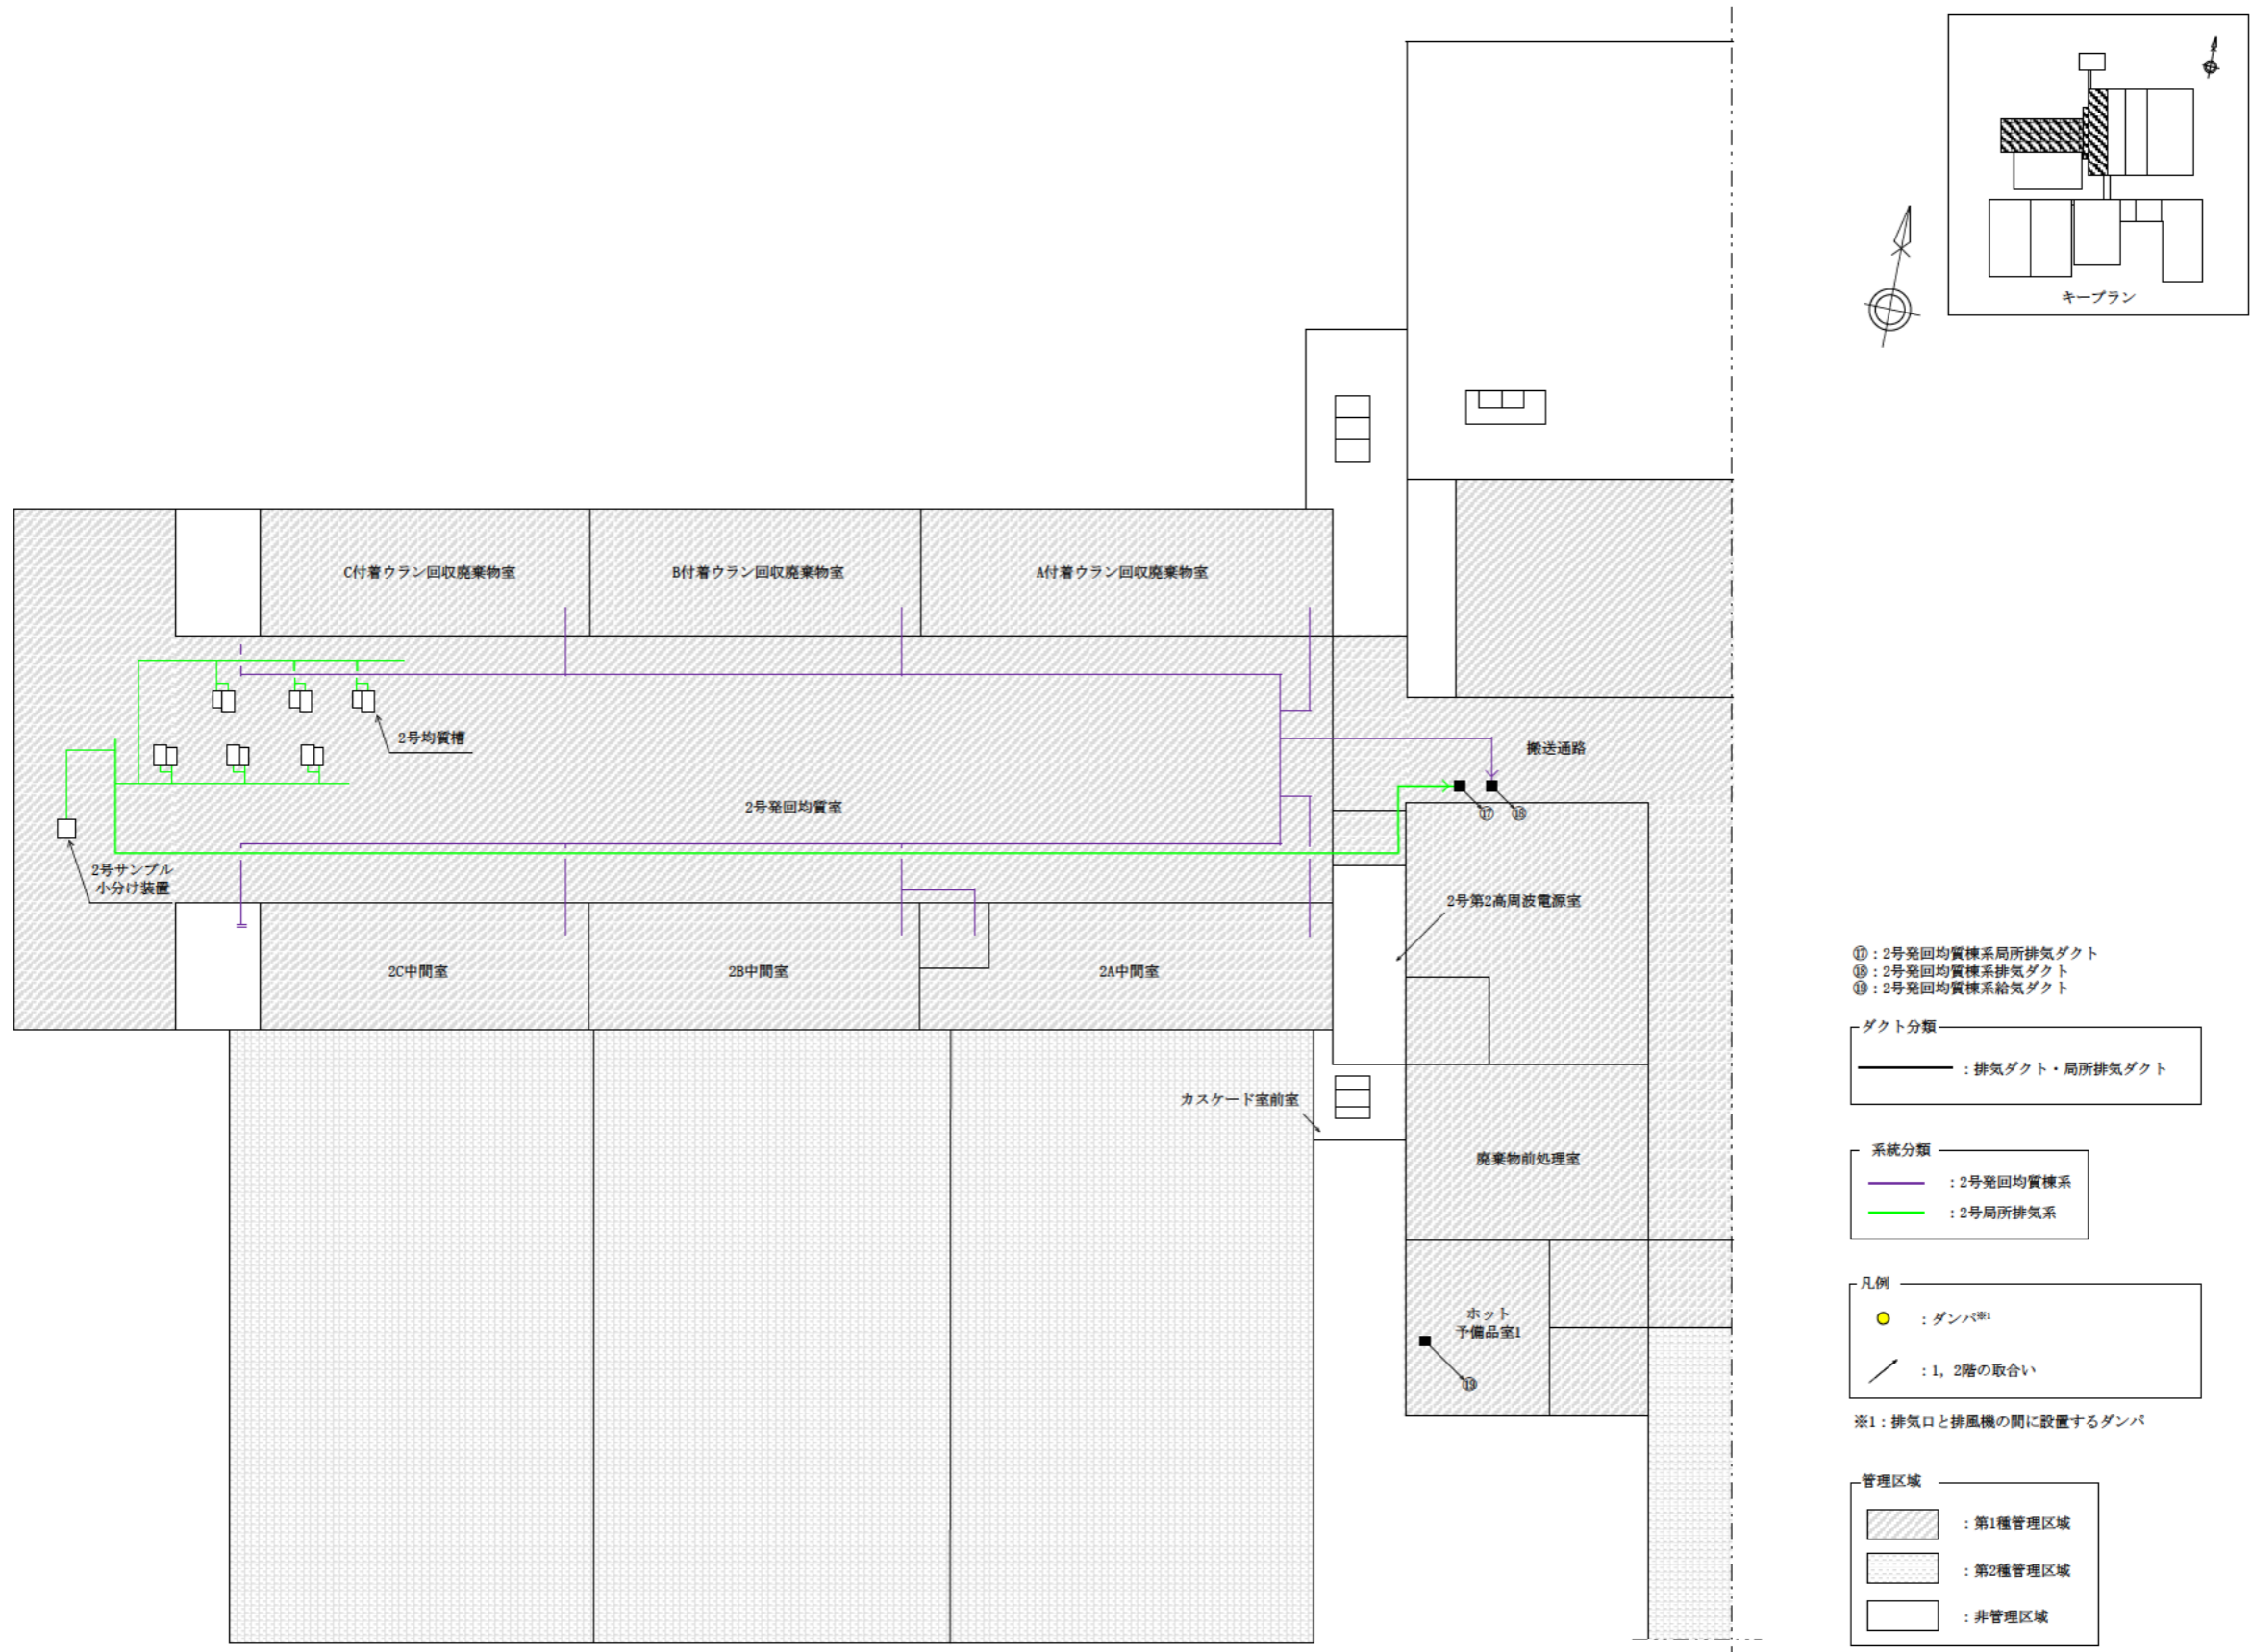 キープラン
C付着ウラン回収廃棄物室
B付着ウラン回収廃棄物室
A付着ウラン回収廃棄物室
2号均質槽
搬送通路
2号発回均質室
⑰
⑱
2号サンプル
小分け装置
2号第2高周波電源室
2C中間室
2B中間室
2A中間室
カスケード室前室
廃棄物前処理室
ホット
予備品室1
⑲
⑰：2号発回均質棟系局所排気ダクト
⑱：2号発回均質棟系排気ダクト
⑲：2号発回均質棟系給気ダクト
ダクト分類
：排気ダクト・局所排気ダクト
系統分類
：2号発回均質棟系
：2号局所排気系
凡例
：ダンパ※1
：1，2階の取合い
※1：排気口と排風機の間に設置するダンパ
管理区域
：第1種管理区域
：第2種管理区域
：非管理区域